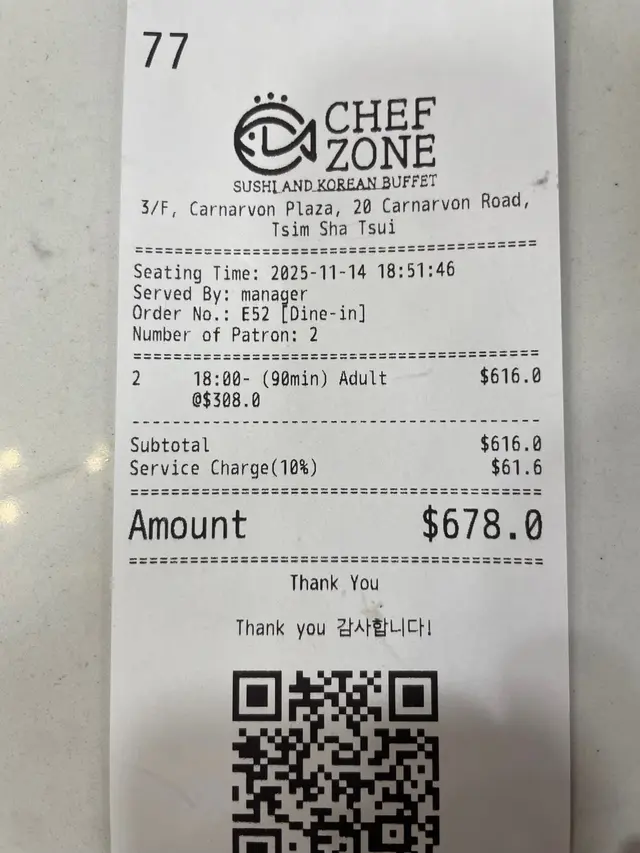 77
CHEF
ZONE
SUSHI AND KOREAN BUFFET
3/F, Carnarvon Plaza, 20 Carnarvon Road,
Tsim Sha Tsui
Seating Time: 2025-11-14 18:51:46
Served By: manager
Order No.: E52 [Dine-in]
Number of Patron: 2
2 18:00- (90min) Adult $616.0
@$308.0
Subtotal $616.0
Service Charge(10%) $61.6
Amount $678.0
Thank You
Thank you 감사합니다!